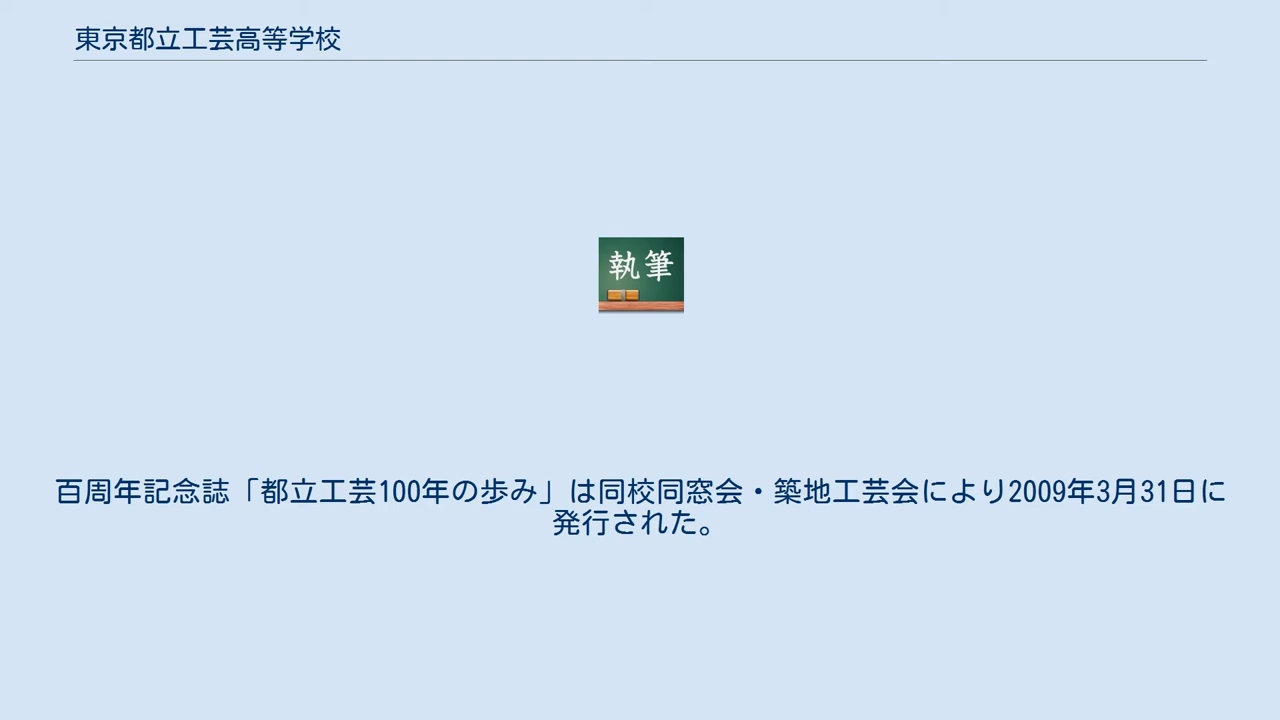 東京都立工芸高等学校
執筆
百周年記念誌「都立工芸100年の歩み」は同校同窓会・築地工芸会により2009年3月31日に
発行された。